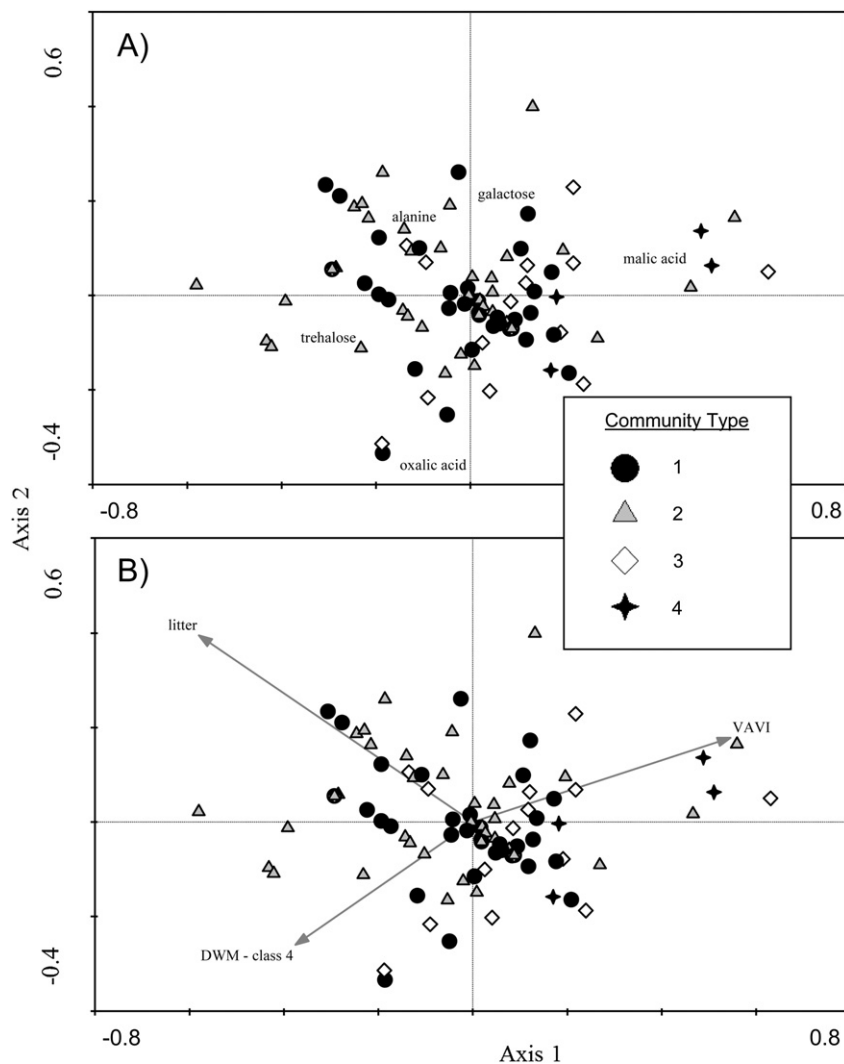 A)
0.6
galactose
alanine
malic acid
trehalose
-0.4
oxalic acid
Axis 2
-0.8
0.8
Community Type
1
2
3
4
B)
0.6
litter
VAVI
DWM - class 4
-0.4
-0.8
0.8
Axis 1